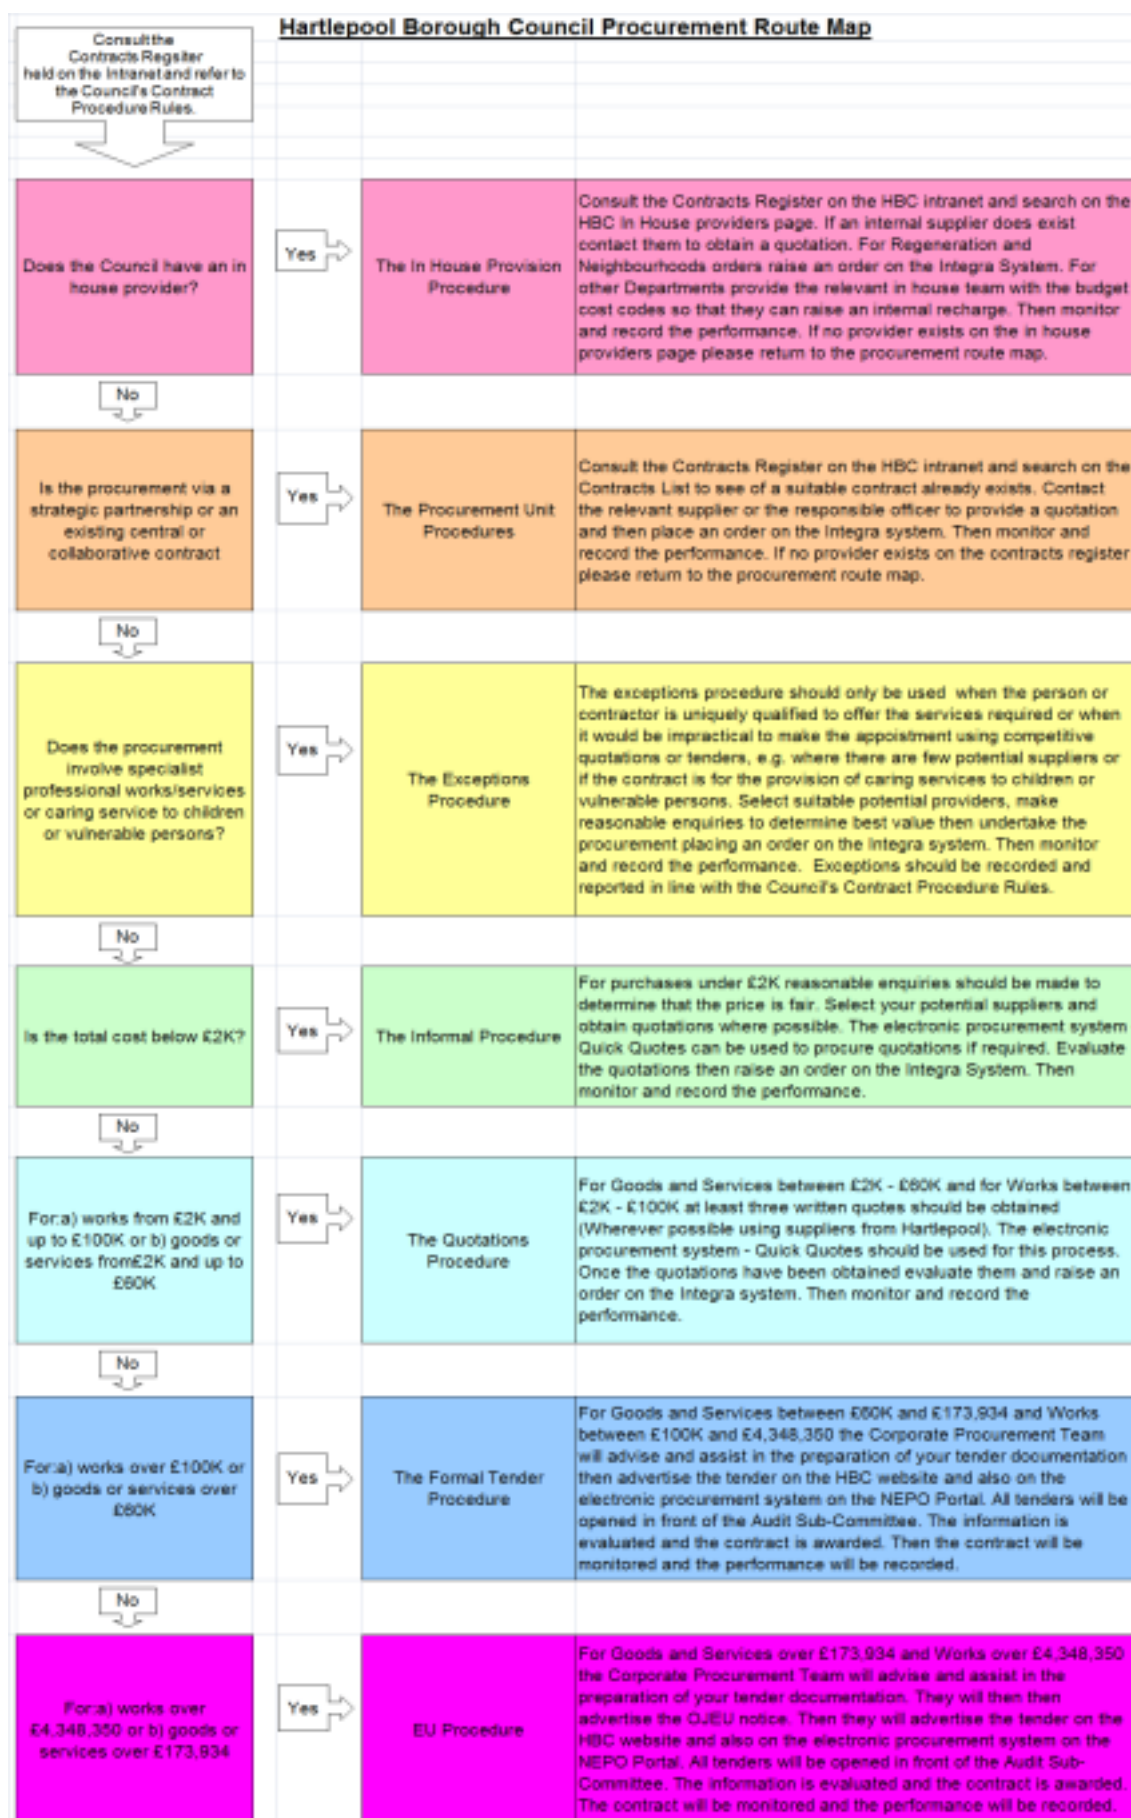 Hartlepool Borough Council Procurement Route Map
Consult the
Contracts Regsiter
held on the Intranet and refer to
the Council's Contract
Procedure Rules.
Does the Council have an in
house provider?
Yes
The In House Provision
Procedure
Consult the Contracts Register on the HBC intranet and search on the
HBC In House providers page. If an internal supplier does exist
contact them to obtain a quotation. For Regeneration and
Neighbourhoods orders raise an order on the Integra System. For
other Departments provide the relevant in house team with the budget
cost codes so that they can raise an internal recharge. Then monitor
and record the performance. If no provider exists on the in house
providers page please return to the procurement route map.
No
Is the procurement via a
strategic partnership or an
existing central or
collaborative contract
Yes
The Procurement Unit
Procedures
Consult the Contracts Register on the HBC intranet and search on the
Contracts List to see of a suitable contract already exists. Contact
the relevant supplier or the responsible officer to provide a quotation
and then place an order on the Integra system. Then monitor and
record the performance. If no provider exists on the contracts register
please return to the procurement route map.
No
Does the procurement
involve specialist
professional works/services
or caring service to children
or vulnerable persons?
Yes
The Exceptions
Procedure
The exceptions procedure should only be used when the person or
contractor is uniquely qualified to offer the services required or when
it would be impractical to make the appointment using competitive
quotations or tenders, e.g. where there are few potential suppliers or
if the contract is for the provision of caring services to children or
vulnerable persons. Select suitable potential providers, make
reasonable enquiries to determine best value then undertake the
procurement placing an order on the Integra system. Then monitor
and record the performance. Exceptions should be recorded and
reported in line with the Council's Contract Procedure Rules.
No
Is the total cost below £2K?
Yes
The Informal Procedure
For purchases under £2K reasonable enquiries should be made to
determine that the price is fair. Select your potential suppliers and
obtain quotations where possible. The electronic procurement system
Quick Quotes can be used to procure quotations if required. Evaluate
the quotations then raise an order on the Integra System. Then
monitor and record the performance.
No
For:a) works from £2K and
up to £100K or b) goods or
services from£2K and up to
£60K
Yes
The Quotations
Procedure
For Goods and Services between £2K - £60K and for Works between
£2K - £100K at least three written quotes should be obtained
(Wherever possible using suppliers from Hartlepool). The electronic
procurement system - Quick Quotes should be used for this process.
Once the quotations have been obtained evaluate them and raise an
order on the Integra system. Then monitor and record the
performance.
No
For:a) works over £100K or
b) goods or services over
£60K
Yes
The Formal Tender
Procedure
For Goods and Services between £60K and £173,934 and Works
between £100K and £4,348,350 the Corporate Procurement Team
will advise and assist in the preparation of your tender documentation
then advertise the tender on the HBC website and also on the
electronic procurement system on the NEPO Portal. All tenders will be
opened in front of the Audit Sub-Committee. The information is
evaluated and the contract is awarded. Then the contract will be
monitored and the performance will be recorded.
No
For:a) works over
£4,348,350 or b) goods or
services over £173,934
Yes
EU Procedure
For Goods and Services over £173,934 and Works over £4,348,350
the Corporate Procurement Team will advise and assist in the
preparation of your tender documentation. They will then then
advertise the OJEU notice. Then they will advertise the tender on the
HBC website and also on the electronic procurement system on the
NEPO Portal. All tenders will be opened in front of the Audit Sub-
Committee. The information is evaluated and the contract is awarded.
The contract will be monitored and the performance will be recorded.